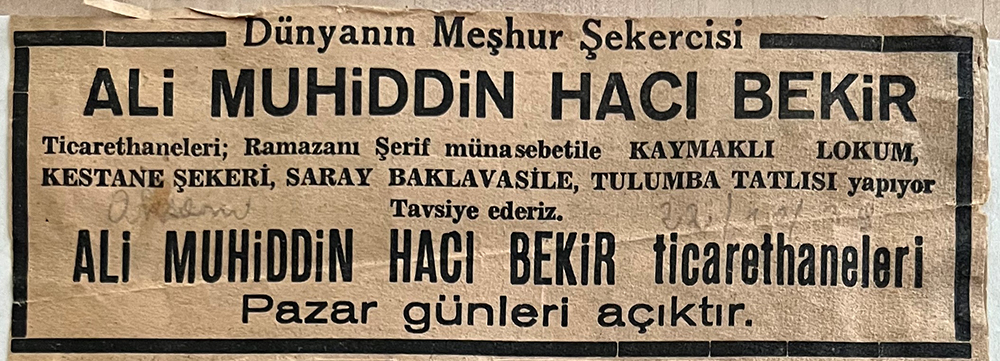 Dünyanın Meşhur Şekercisi
ALi MUHiDDiN HACI BEKiR
Ticarethaneleri; Ramazanı Şerif münasebetile KAYMAKLI LOKUM,
KESTANE ŞEKERİ, SARAY BAKLAVASİLE, TULUMBA TATLISI yapıyor
Tavsiye ederiz.
ALi MUHiDDiN HACI BEKiR ticarethaneleri
Pazar günleri açıktır.